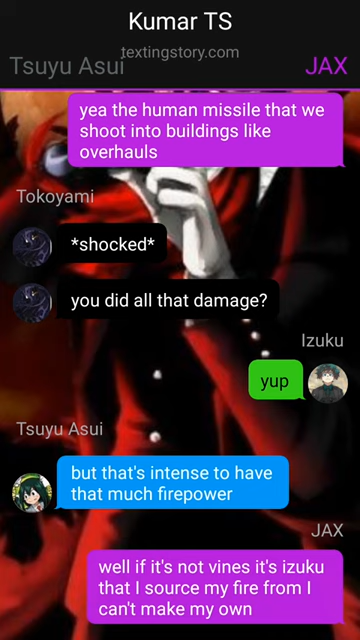 Kumar TS
textingstory.com
Tsuyu Asui
JAX
yea the human missile that we
shoot into buildings like
overhauls
Tokoyami
*shocked*
you did all that damage?
Izuku
yup
Tsuyu Asui
but that's intense to have
that much firepower
JAX
well if it's not vines it's izuku
that I source my fire from I
can't make my own